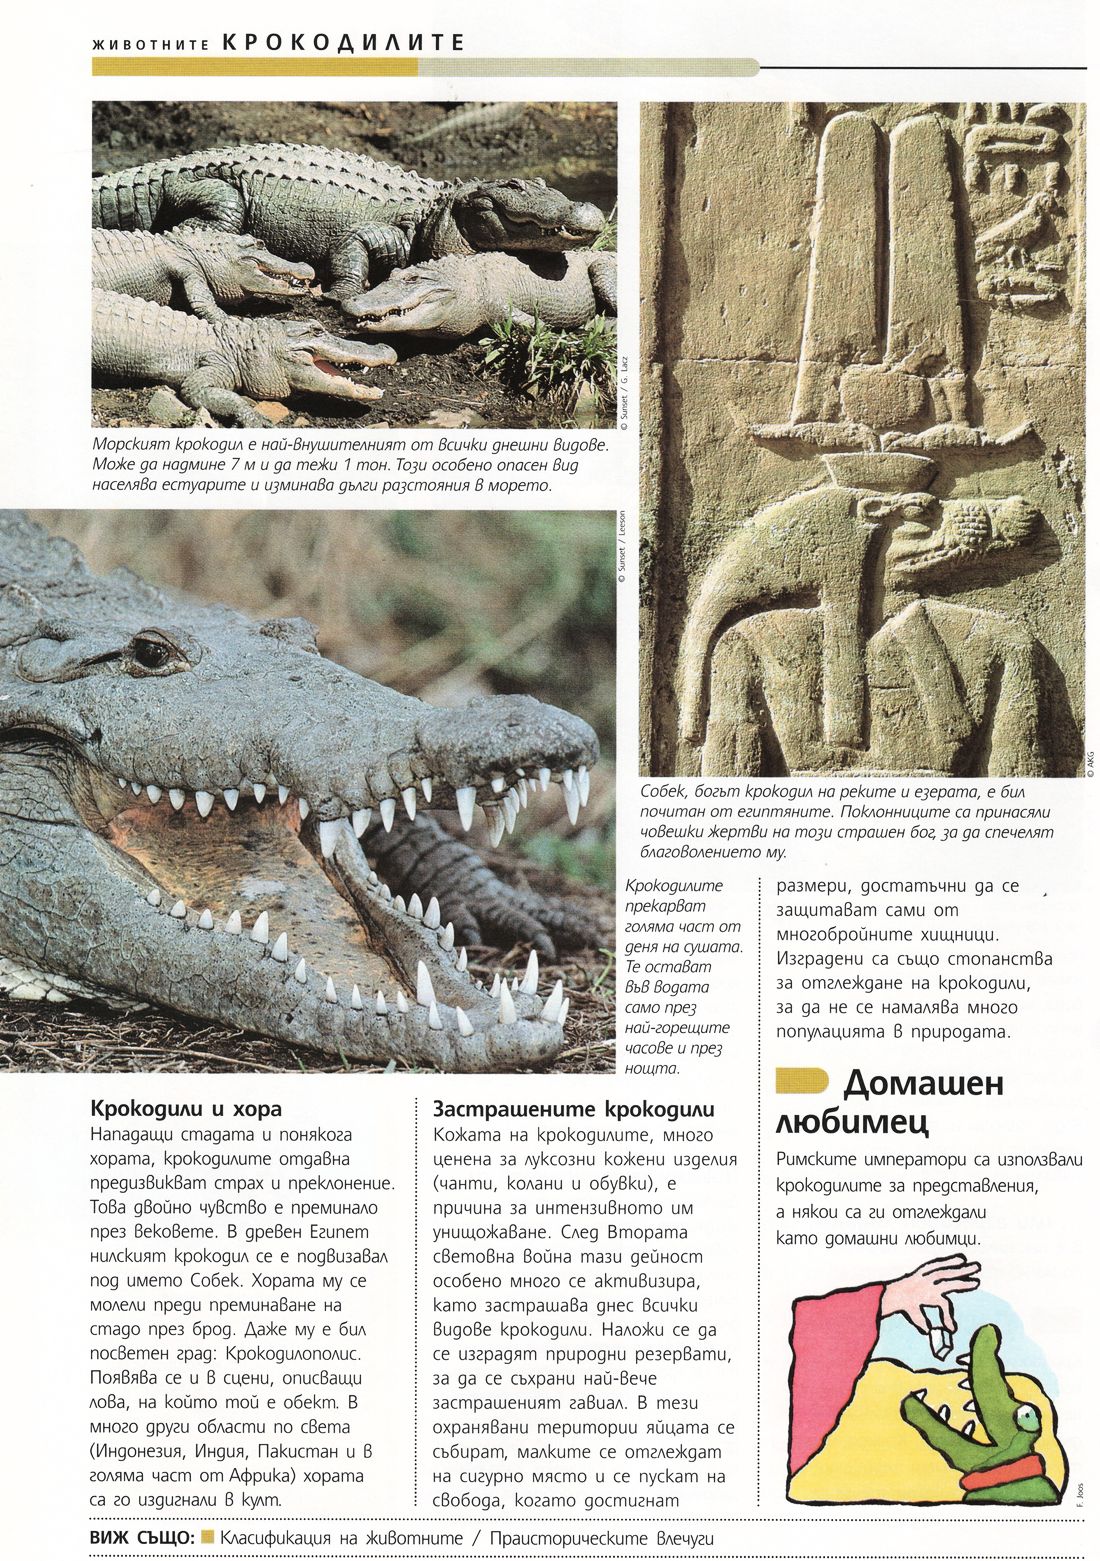 животните КРОКОДИЛИТЕ
© Sunset / G. Lacz
Морският крокодил е най-внушителният от всички днешни видове.
Може да надмине 7 м и да тежи 1 тон. Този особено опасен вид
населява естуарите и изминава дълги разстояния в морето.
© Sunset / Leeson
© AKG
Собек, богът крокодил на реките и езерата, е бил
почитан от египтяните. Поклонниците са принасяли
човешки жертви на този страшен бог, за да спечелят
благоволението му.
Крокодилите
прекарват
голяма част от
деня на сушата.
Те остават
във водата
само през
най-горещите
часове и през
нощта.
Крокодили и хора
Нападащи стадата и понякога
хората, крокодилите отдавна
предизвикват страх и преклонение.
Това двойно чувство е преминало
през вековете. В древен Египет
нилският крокодил се е подвизавал
под името Собек. Хората му се
молели преди преминаване на
стадо през брод. Даже му е бил
посветен град: Крокодилополис.
Появява се и в сцени, описващи
лова, на който той е обект. В
много други области по света
(Индонезия, Индия, Пакистан и в
голяма част от Африка) хората
са го издигнали в култ.
Застрашените крокодили
Кожата на крокодилите, много
ценена за луксозни кожени изделия
(чанти, колани и обувки), е
причина за интензивното им
унищожаване. След Втората
световна война тази дейност
особено много се активизира,
като застрашава днес всички
видове крокодили. Наложи се да
се изградят природни резервати,
за да се съхрани най-вече
застрашеният гавиал. В тези
охранявани територии яйцата се
събират, малките се отглеждат
на сигурно място и се пускат на
свобода, когато достигнат
размери, достатъчни да се
защитават сами от
многобройните хищници.
Изградени са също стопанства
за отглеждане на крокодили,
за да не се намалява много
популацията в природата.
Домашен
любимец
Римските императори са използвали
крокодилите за представления,
а някои са ги отглеждали
като домашни любимци.
F. Joos
ВИЖ СЪЩО: Класификация на животните / Праисторическите влечуги